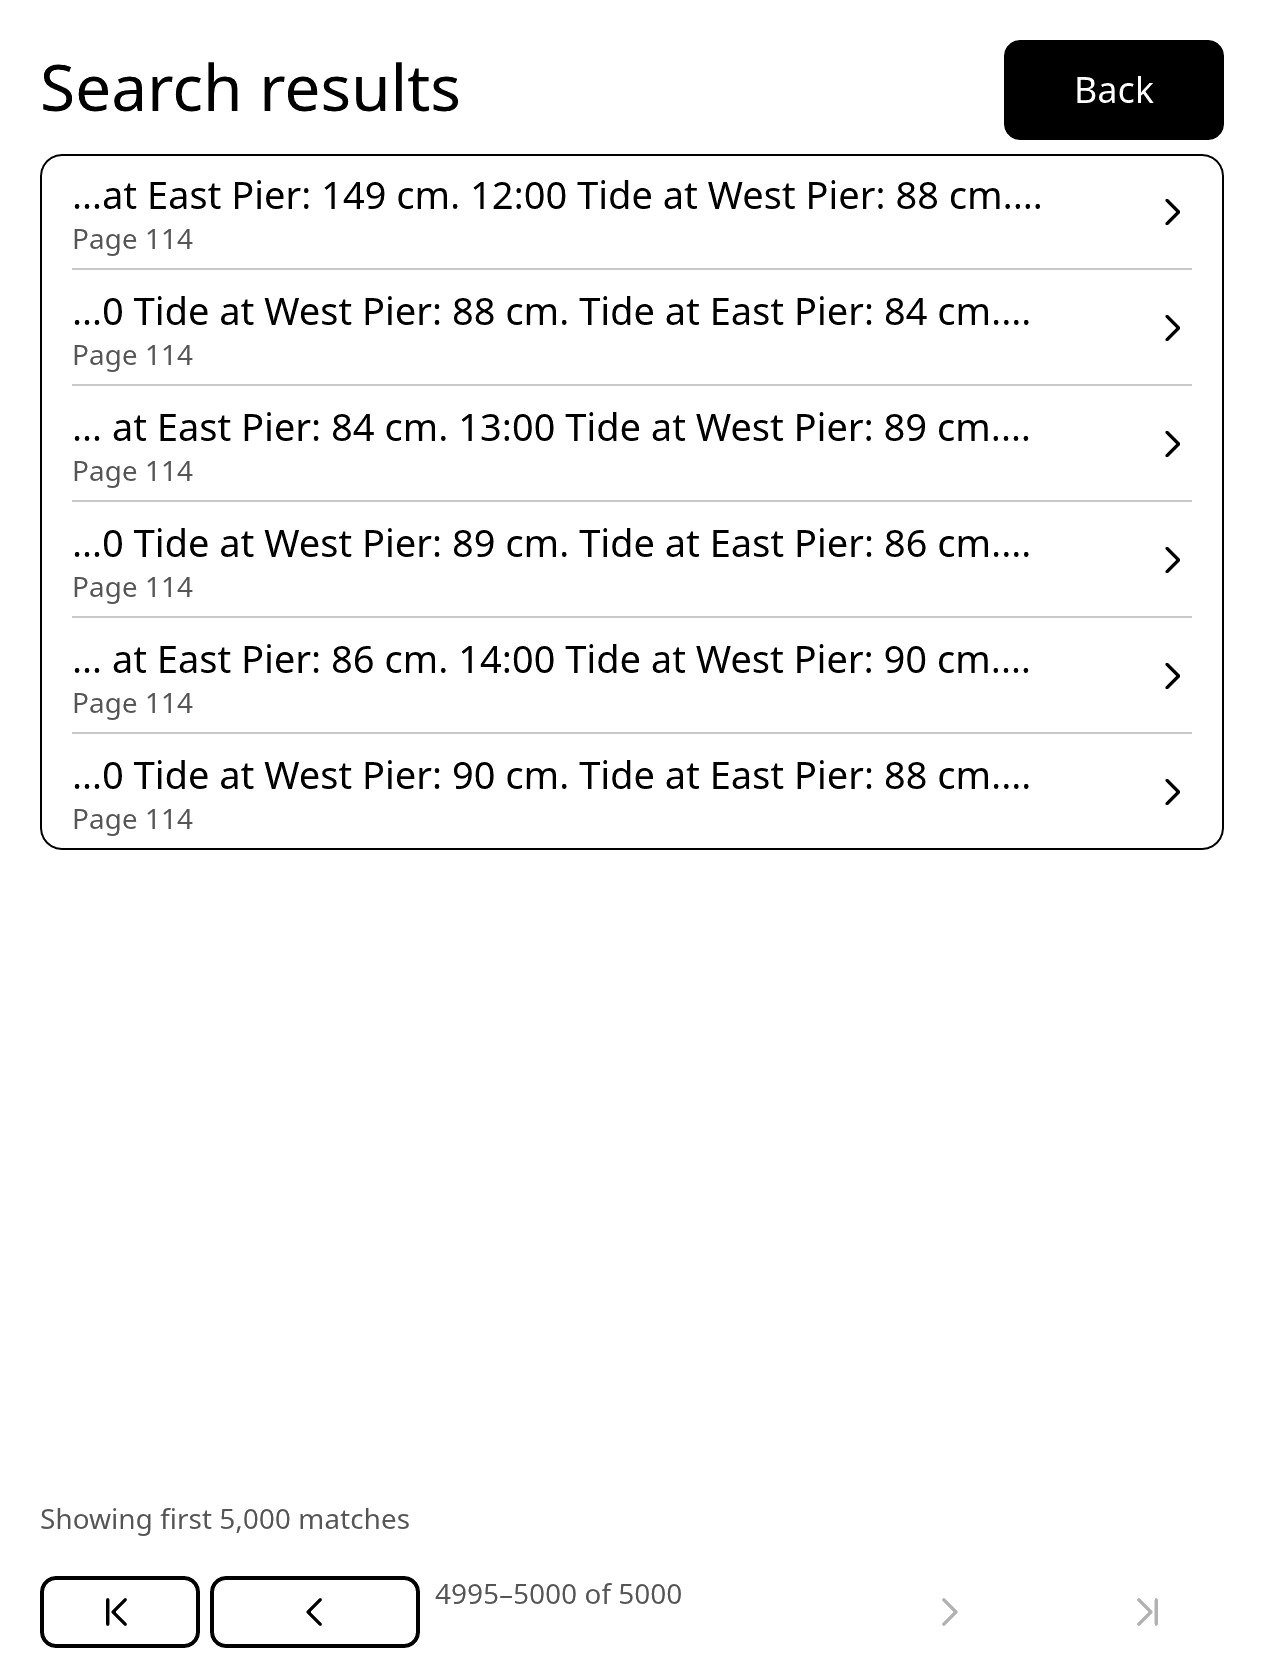 Search results
Back
...at East Pier: 149 cm. 12:00 Tide at West Pier: 88 cm....
Page 114
...0 Tide at West Pier: 88 cm. Tide at East Pier: 84 cm....
Page 114
... at East Pier: 84 cm. 13:00 Tide at West Pier: 89 cm....
Page 114
...0 Tide at West Pier: 89 cm. Tide at East Pier: 86 cm....
Page 114
... at East Pier: 86 cm. 14:00 Tide at West Pier: 90 cm....
Page 114
...0 Tide at West Pier: 90 cm. Tide at East Pier: 88 cm....
Page 114
Showing first 5,000 matches
4995–5000 of 5000